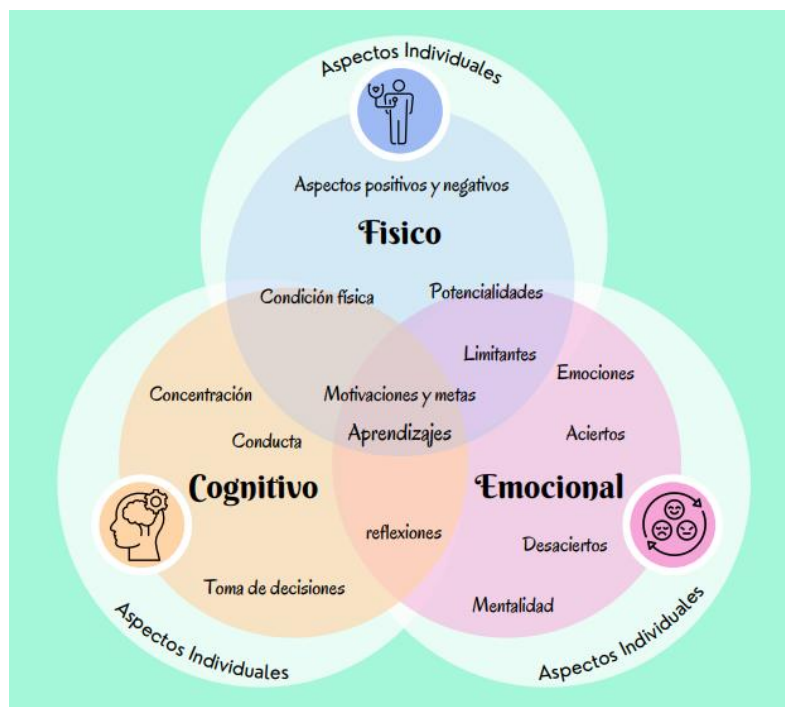 Aspectos Individuales
Aspectos positivos y negativos
Fisico
Condición física
Potencialidades
Limitantes
Emociones
Concentración
Motivaciones y metas
Conducta
Aprendizajes
Aciertos
Cognitivo
Emocional
reflexiones
Desaciertos
Toma de decisiones
Mentalidad
Aspectos Individuales
Aspectos Individuales